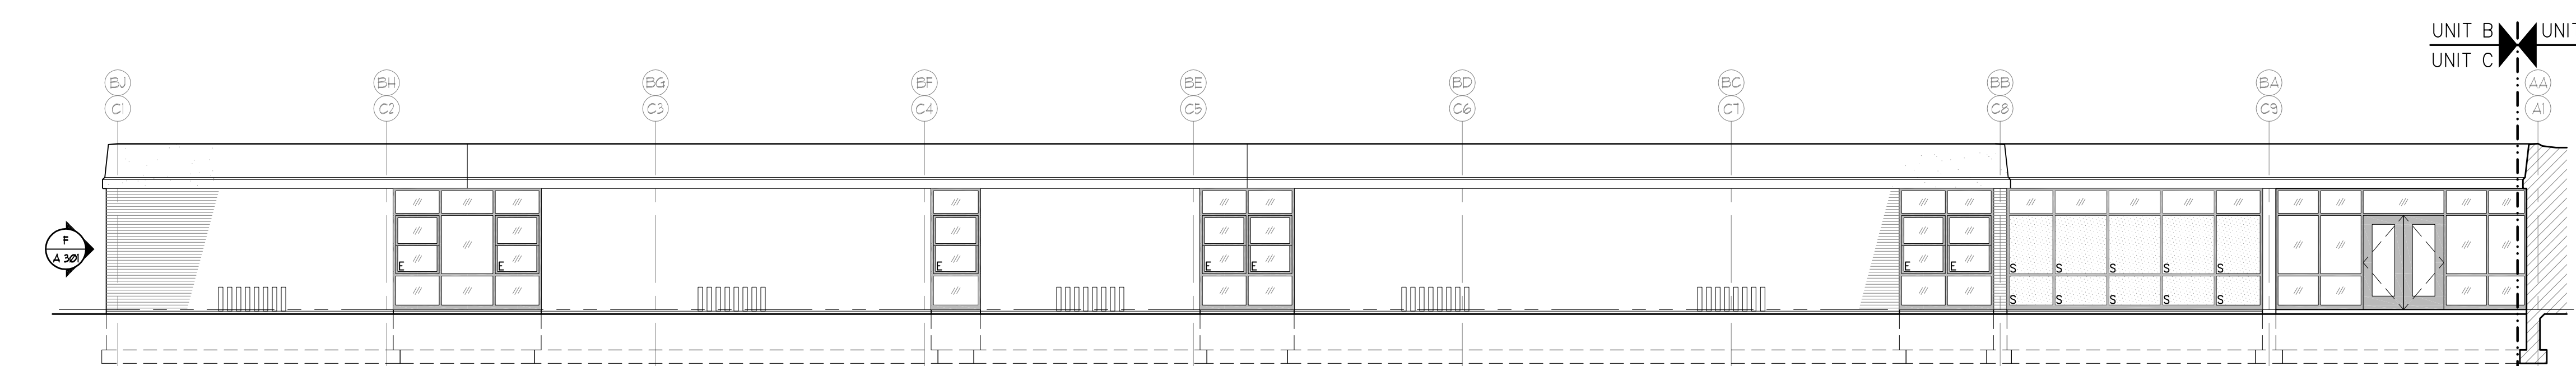 UNIT B UNIT
UNIT C
BJ BH BG BF BE BD BC BB BA AA
C1 C2 C3 C4 C5 C6 C7 C8 C9 A1
F
A 301
E E E E E E E S S S S S
S S S S S